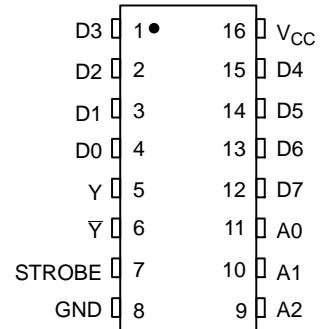 D3 1 16 VCC
D2 2 15 D4
D1 3 14 D5
D0 4 13 D6
Y 5 12 D7
Y̅ 6 11 A0
STROBE 7 10 A1
GND 8 9 A2